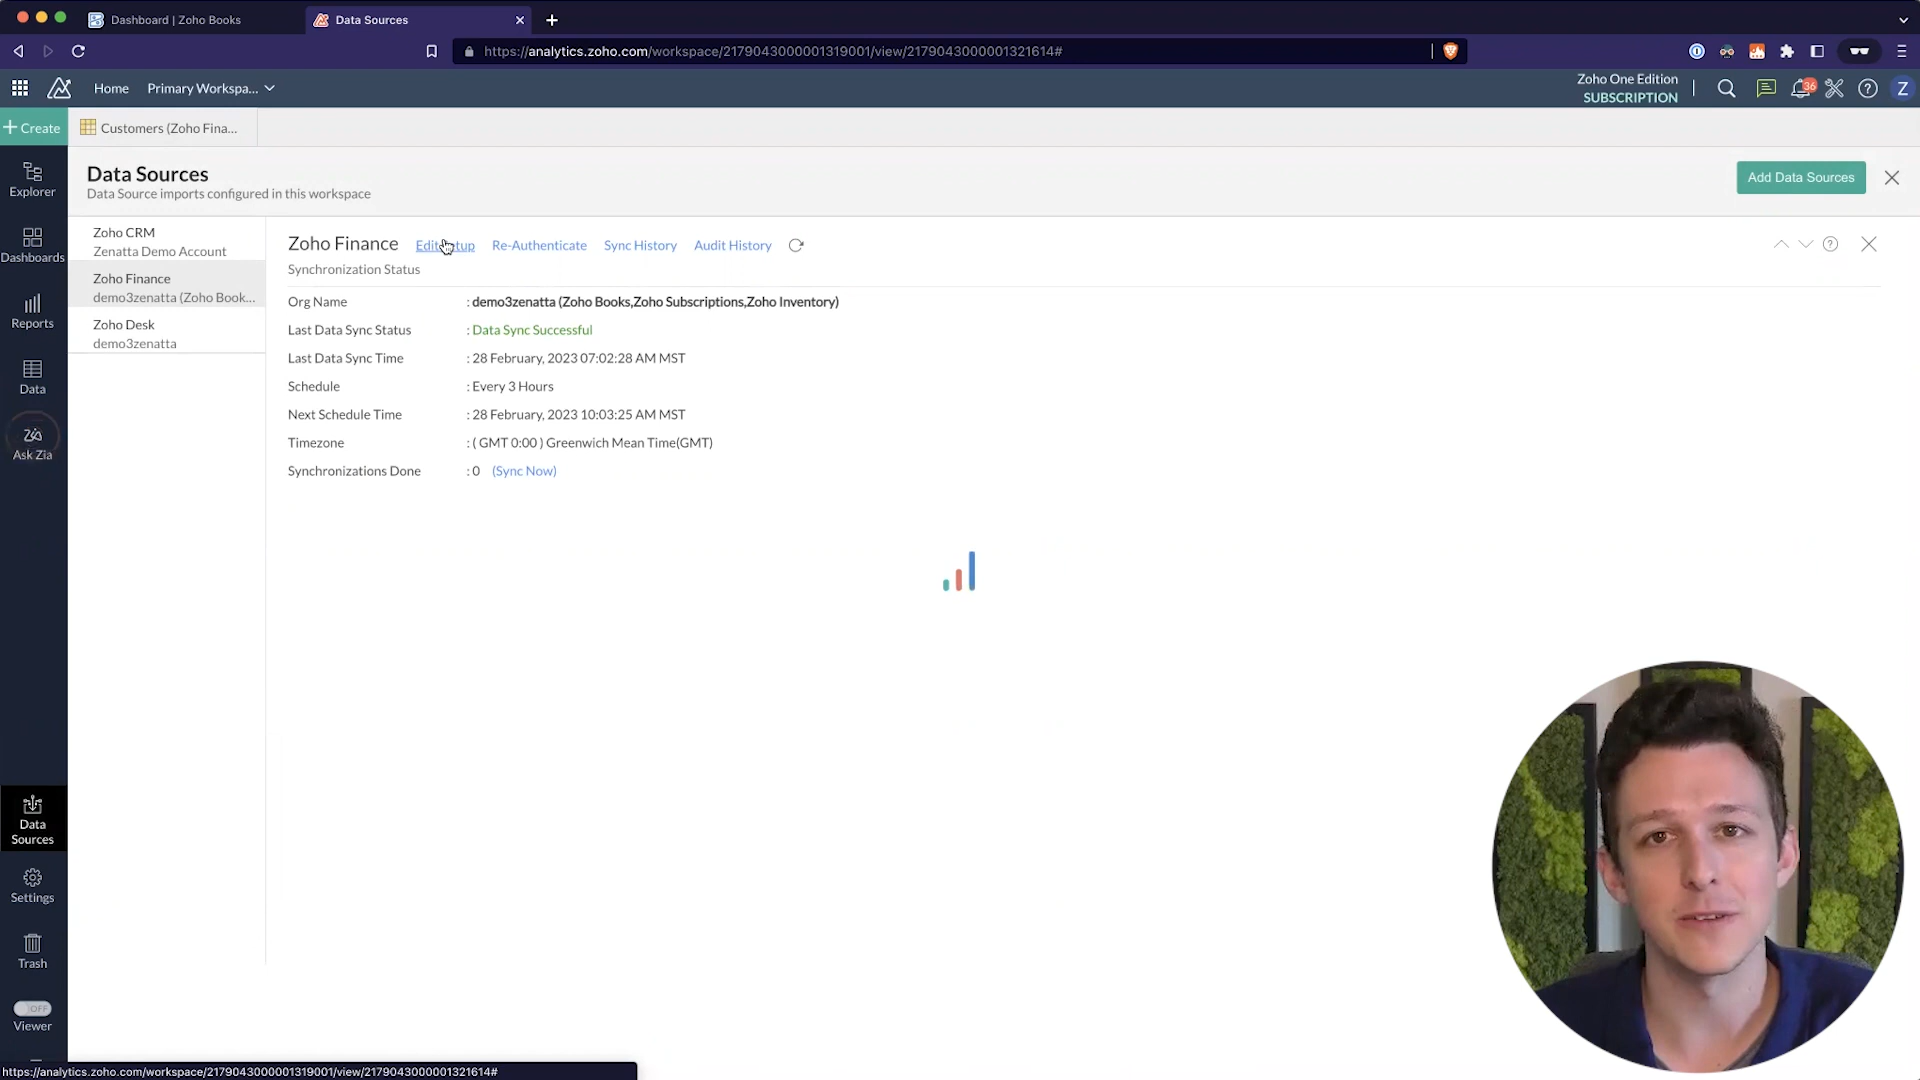 Dashboard | Zoho Books
Data Sources
https://analytics.zoho.com/workspace/2179043000001319001/view/2179043000001321614#
Home
Primary Workspa...
Zoho One Edition
SUBSCRIPTION
36
Z
Create
Customers (Zoho Fina...
Explorer
Dashboards
Reports
Data
Ask Zia
Data
Sources
Settings
Trash
OFF
Viewer
Data Sources
Data Source imports configured in this workspace
Add Data Sources
Zoho CRM
Zenatta Demo Account
Zoho Finance
demo3zenatta (Zoho Book...
Zoho Desk
demo3zenatta
Zoho Finance Edit Setup Re-Authenticate Sync History Audit History
Synchronization Status
Org Name : demo3zenatta (Zoho Books,Zoho Subscriptions,Zoho Inventory)
Last Data Sync Status : Data Sync Successful
Last Data Sync Time : 28 February, 2023 07:02:28 AM MST
Schedule : Every 3 Hours
Next Schedule Time : 28 February, 2023 10:03:25 AM MST
Timezone : ( GMT 0:00 ) Greenwich Mean Time(GMT)
Synchronizations Done : 0 (Sync Now)
https://analytics.zoho.com/workspace/2179043000001319001/view/2179043000001321614#